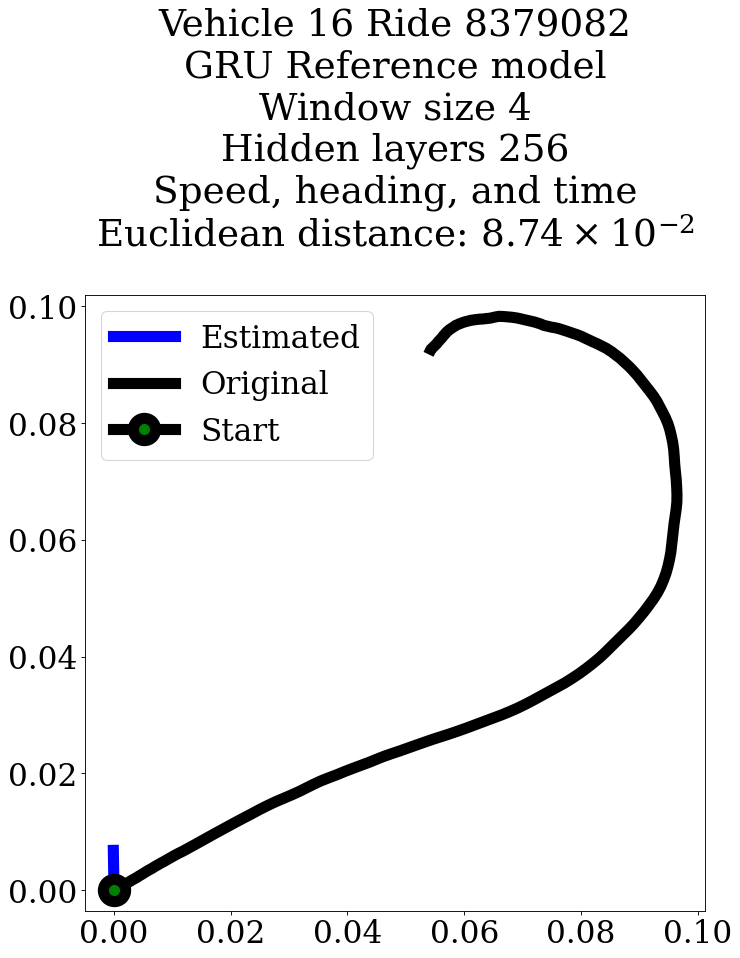 Vehicle 16 Ride 8379082
GRU Reference model
Window size 4
Hidden layers 256
Speed, heading, and time
Euclidean distance: 8.74 × 10⁻²
Estimated
Original
Start
0.10
0.08
0.06
0.04
0.02
0.00
0.00 0.02 0.04 0.06 0.08 0.10